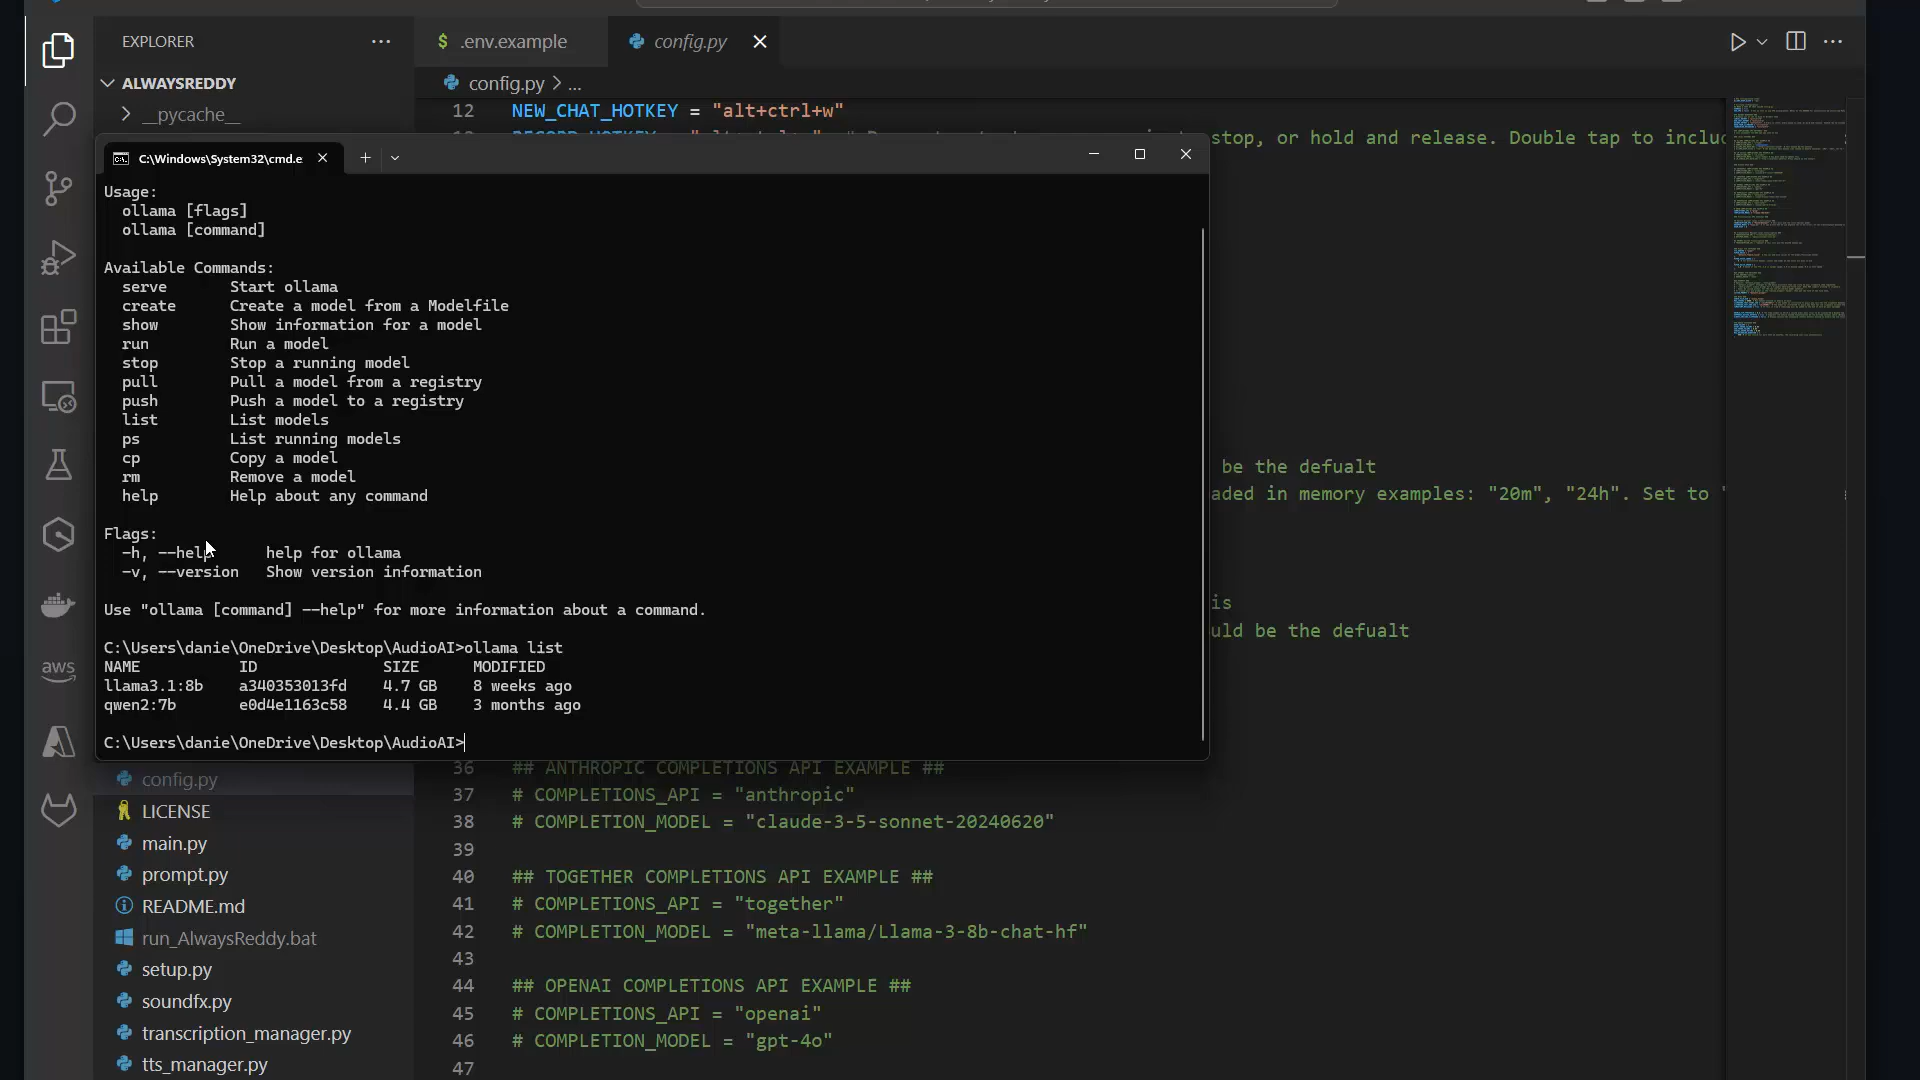 EXPLORER
ALWAYSREDDY
__pycache__
config.py
LICENSE
main.py
prompt.py
README.md
run_AlwaysReddy.bat
setup.py
soundfx.py
transcription_manager.py
tts_manager.py
aws
$ .env.example
config.py
config.py > ...
12 NEW_CHAT_HOTKEY = "alt+ctrl+w"
stop, or hold and release. Double tap to includ
be the defualt
aded in memory examples: "20m", "24h". Set to
is
uld be the defualt
C:\Windows\System32\cmd.e
Usage:
ollama [flags]
ollama [command]
Available Commands:
serve Start ollama
create Create a model from a Modelfile
show Show information for a model
run Run a model
stop Stop a running model
pull Pull a model from a registry
push Push a model to a registry
list List models
ps List running models
cp Copy a model
rm Remove a model
help Help about any command
Flags:
-h, --help help for ollama
-v, --version Show version information
Use "ollama [command] --help" for more information about a command.
C:\Users\danie\OneDrive\Desktop\AudioAI>ollama list
NAME ID SIZE MODIFIED
llama3.1:8b a340353013fd 4.7 GB 8 weeks ago
qwen2:7b e0d4e1163c58 4.4 GB 3 months ago
C:\Users\danie\OneDrive\Desktop\AudioAI>
36 ## ANTHROPIC COMPLETIONS API EXAMPLE ##
37 # COMPLETIONS_API = "anthropic"
38 # COMPLETION_MODEL = "claude-3-5-sonnet-20240620"
39
40 ## TOGETHER COMPLETIONS API EXAMPLE ##
41 # COMPLETIONS_API = "together"
42 # COMPLETION_MODEL = "meta-llama/Llama-3-8b-chat-hf"
43
44 ## OPENAI COMPLETIONS API EXAMPLE ##
45 # COMPLETIONS_API = "openai"
46 # COMPLETION_MODEL = "gpt-4o"
47